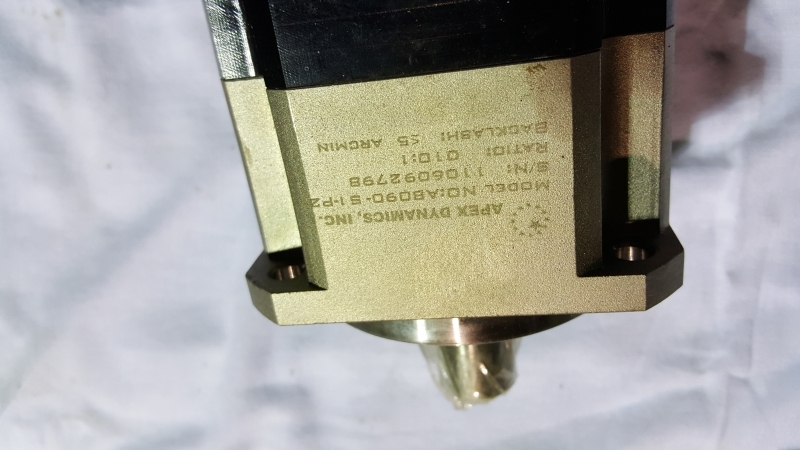 APEX DYNAMICS, INC.
MODEL NO:AB090-S1-P2
S/N: 1106092798
RATIO: 010:1
BACKLASH: ≤5 ARCMIN